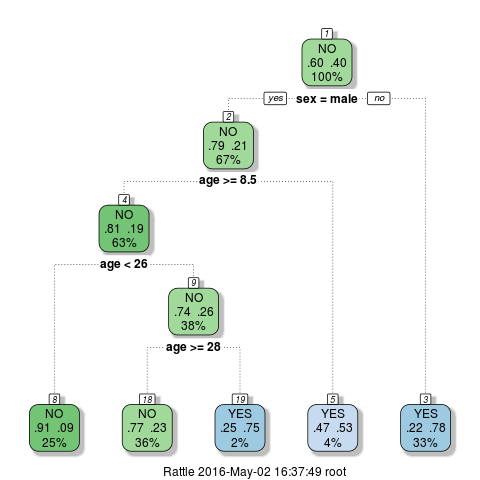 1
NO
.60 .40
100%
yes sex = male no
2
NO
.79 .21
67%
age >= 8.5
4
NO
.81 .19
63%
age < 26
9
NO
.74 .26
38%
age >= 28
8
NO
.91 .09
25%
18
NO
.77 .23
36%
19
YES
.25 .75
2%
5
YES
.47 .53
4%
3
YES
.22 .78
33%
Rattle 2016-May-02 16:37:49 root